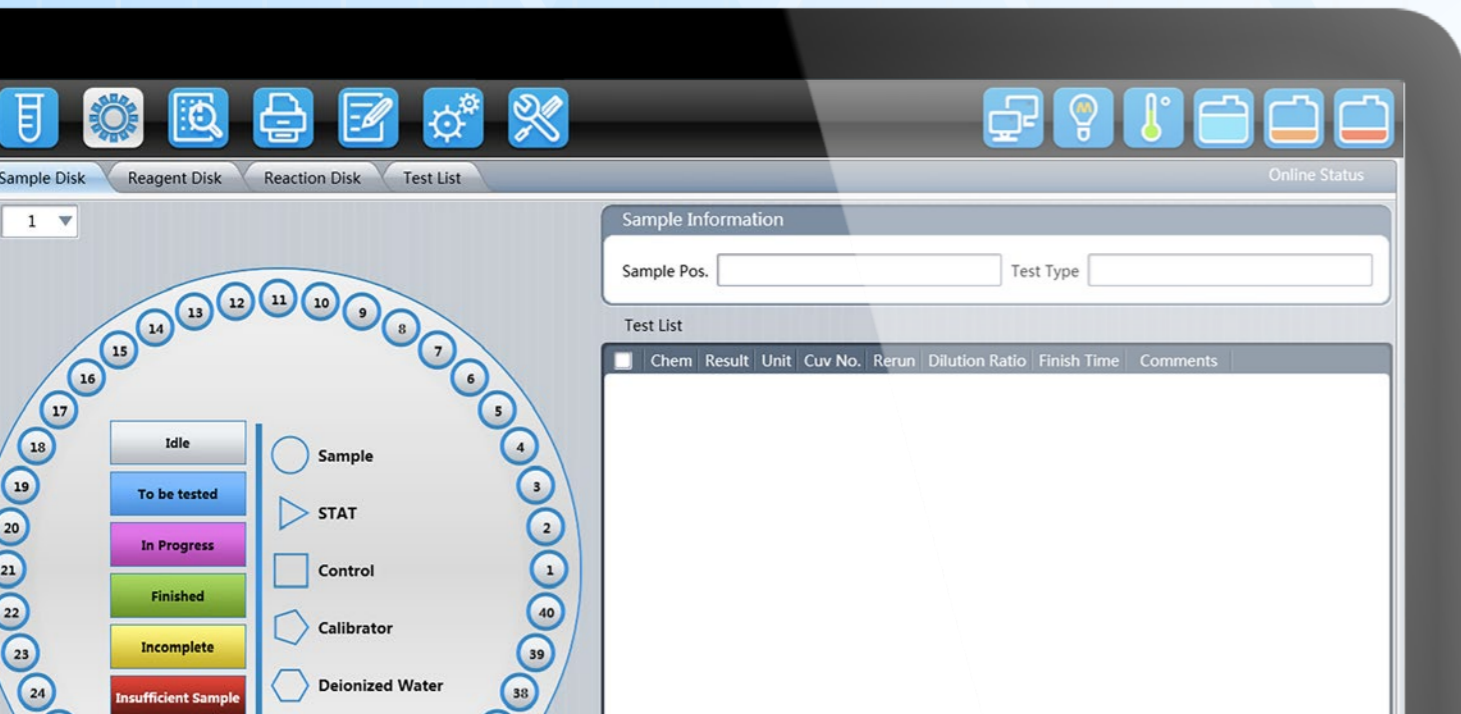 Sample Disk Reagent Disk Reaction Disk Test List Online Status
1
Sample Information
Sample Pos. Test Type
Test List
Chem Result Unit Cuv No. Rerun Dilution Ratio Finish Time Comments
11
12 10
13 9
14 8
15 7
16 6
17 5
18 4
19 3
20 2
21 1
22 40
23 39
24 38
Idle
To be tested
In Progress
Finished
Incomplete
Insufficient Sample
Sample
STAT
Control
Calibrator
Deionized Water